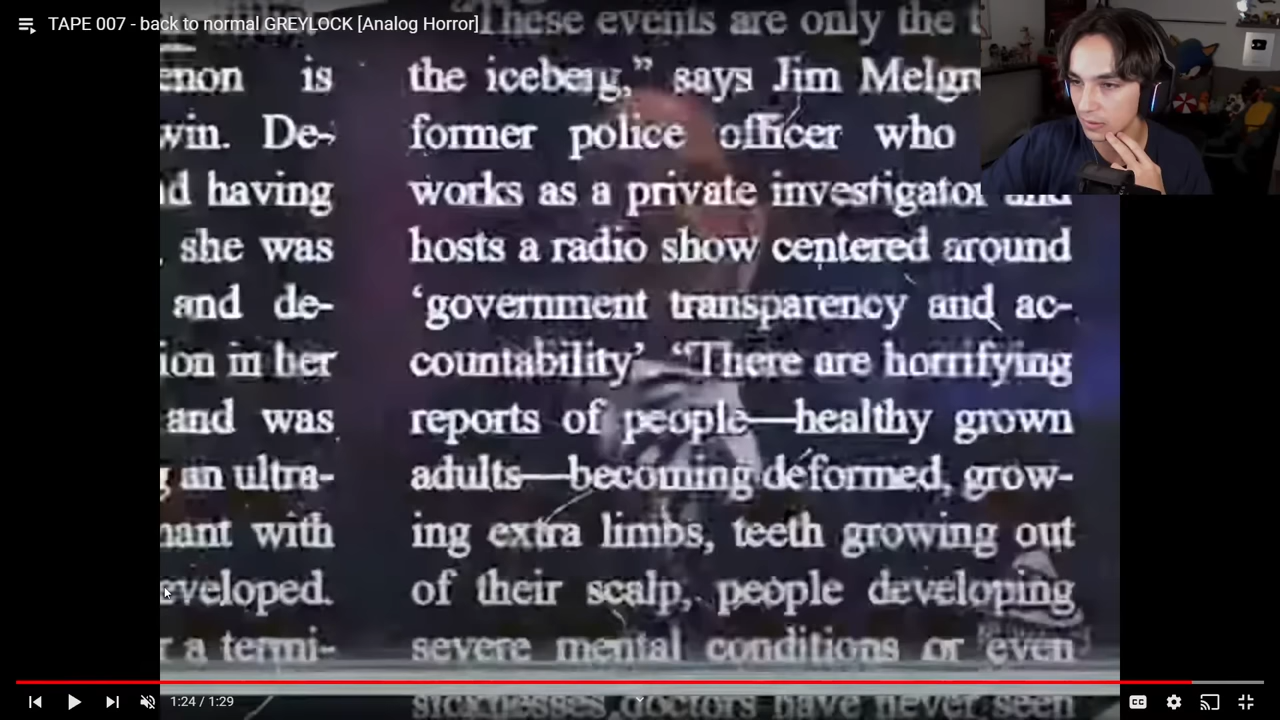 TAPE 007 - back to normal GREYLOCK [Analog Horror]
enon is
win. De-
d having
, she was
and de-
ion in her
and was
g an ultra-
nant with
eveloped.
r a termi-
"These events are only the t
the iceberg," says Jim Melgr
former police officer who
works as a private investigator and
hosts a radio show centered around
'government transparency and ac-
countability' "There are horrifying
reports of people—healthy grown
adults—becoming deformed, grow-
ing extra limbs, teeth growing out
of their scalp, people developing
severe mental conditions or even
sicknesses doctors have never seen
1:24 / 1:29
CC